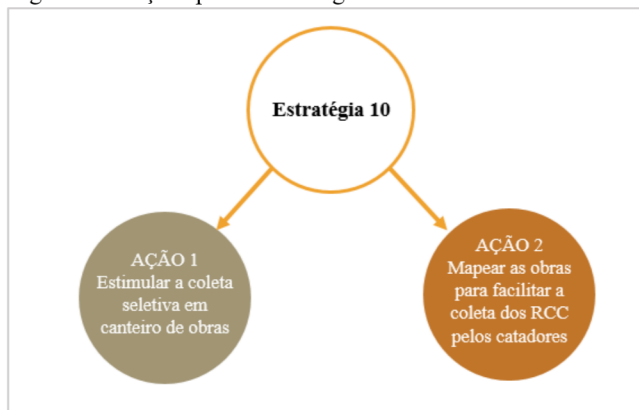 Estratégia 10
AÇÃO 1
Estimular a coleta
seletiva em
canteiro de obras
AÇÃO 2
Mapear as obras
para facilitar a
coleta dos RCC
pelos catadores